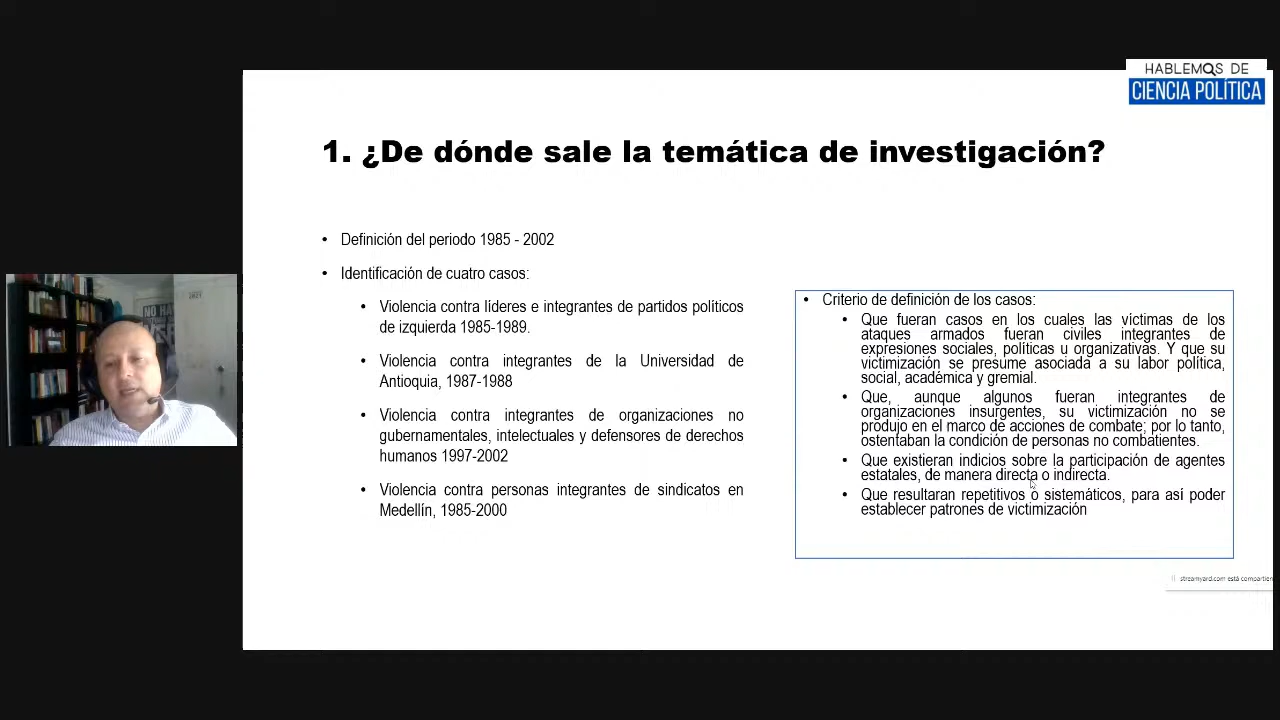 HABLEMOS DE
CIENCIA POLÍTICA
1. ¿De dónde sale la temática de investigación?
• Definición del periodo 1985 - 2002
• Identificación de cuatro casos:
• Violencia contra líderes e integrantes de partidos políticos
de izquierda 1985-1989.
• Violencia contra integrantes de la Universidad de
Antioquia, 1987-1988
• Violencia contra integrantes de organizaciones no
gubernamentales, intelectuales y defensores de derechos
humanos 1997-2002
• Violencia contra personas integrantes de sindicatos en
Medellín, 1985-2000
• Criterio de definición de los casos:
• Que fueran casos en los cuales las víctimas de los
ataques armados fueran civiles integrantes de
expresiones sociales, políticas u organizativas. Y que su
victimización se presume asociada a su labor política,
social, académica y gremial.
• Que, aunque algunos fueran integrantes de
organizaciones insurgentes, su victimización no se
produjo en el marco de acciones de combate; por lo tanto,
ostentaban la condición de personas no combatientes.
• Que existieran indicios sobre la participación de agentes
estatales, de manera directa o indirecta.
• Que resultaran repetitivos o sistemáticos, para así poder
establecer patrones de victimización
streamyard.com está compartien